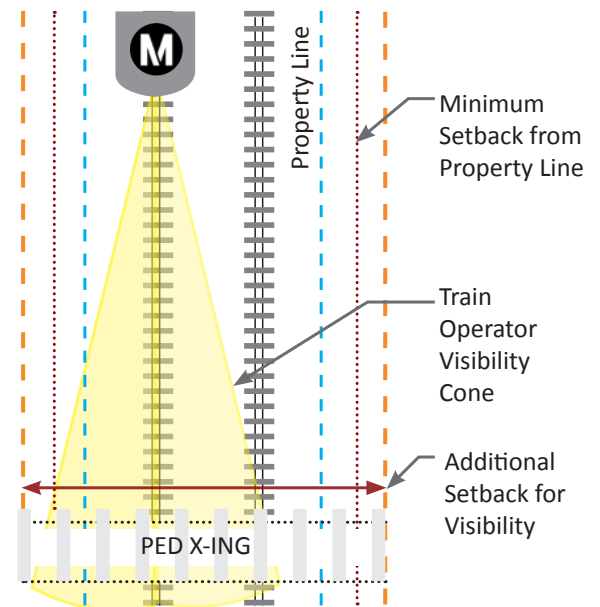 M
Property Line
Minimum
Setback from
Property Line
Train
Operator
Visibility
Cone
Additional
Setback for
Visibility
PED X-ING